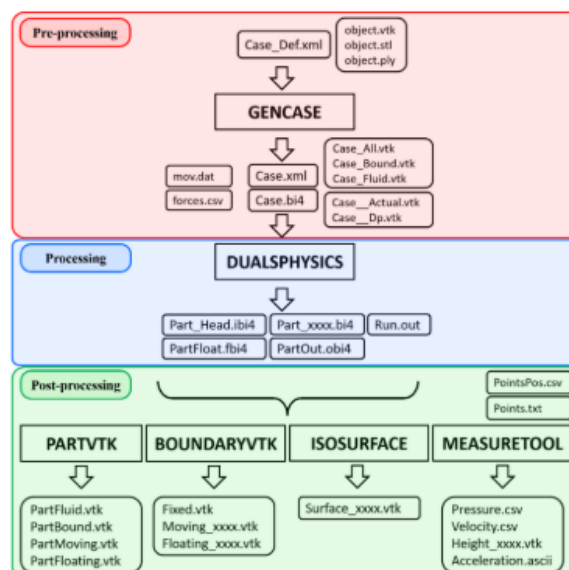 Pre-processing
Case_Def.xml
object.vtk
object.stl
object.ply
GENCASE
mov.dat
forces.csv
Case.xml
Case.bi4
Case_All.vtk
Case_Bound.vtk
Case_Fluid.vtk
Case__Actual.vtk
Case__Dp.vtk
Processing
DUALSPHYSICS
Part_Head.ibi4
Part_xxxx.bi4
Run.out
PartFloat.fbi4
PartOut.obi4
Post-processing
PointsPos.csv
Points.txt
PARTVTK
BOUNDARYVTK
ISOSURFACE
MEASURETOOL
PartFluid.vtk
PartBound.vtk
PartMoving.vtk
PartFloating.vtk
Fixed.vtk
Moving_xxxx.vtk
Floating_xxxx.vtk
Surface_xxxx.vtk
Pressure.csv
Velocity.csv
Height_xxxx.vtk
Acceleration.ascii